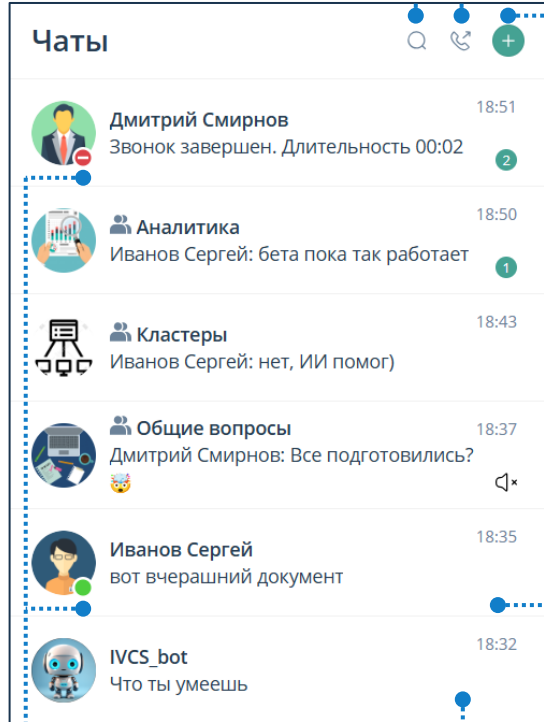 Чаты
Дмитрий Смирнов
18:51
Звонок завершен. Длительность 00:02
2
Аналитика
18:50
Иванов Сергей: бета пока так работает
1
Кластеры
18:43
Иванов Сергей: нет, ИИ помог)
Общие вопросы
18:37
Дмитрий Смирнов: Все подготовились?
🤯
Иванов Сергей
18:35
вот вчерашний документ
IVCS_bot
18:32
Что ты умеешь